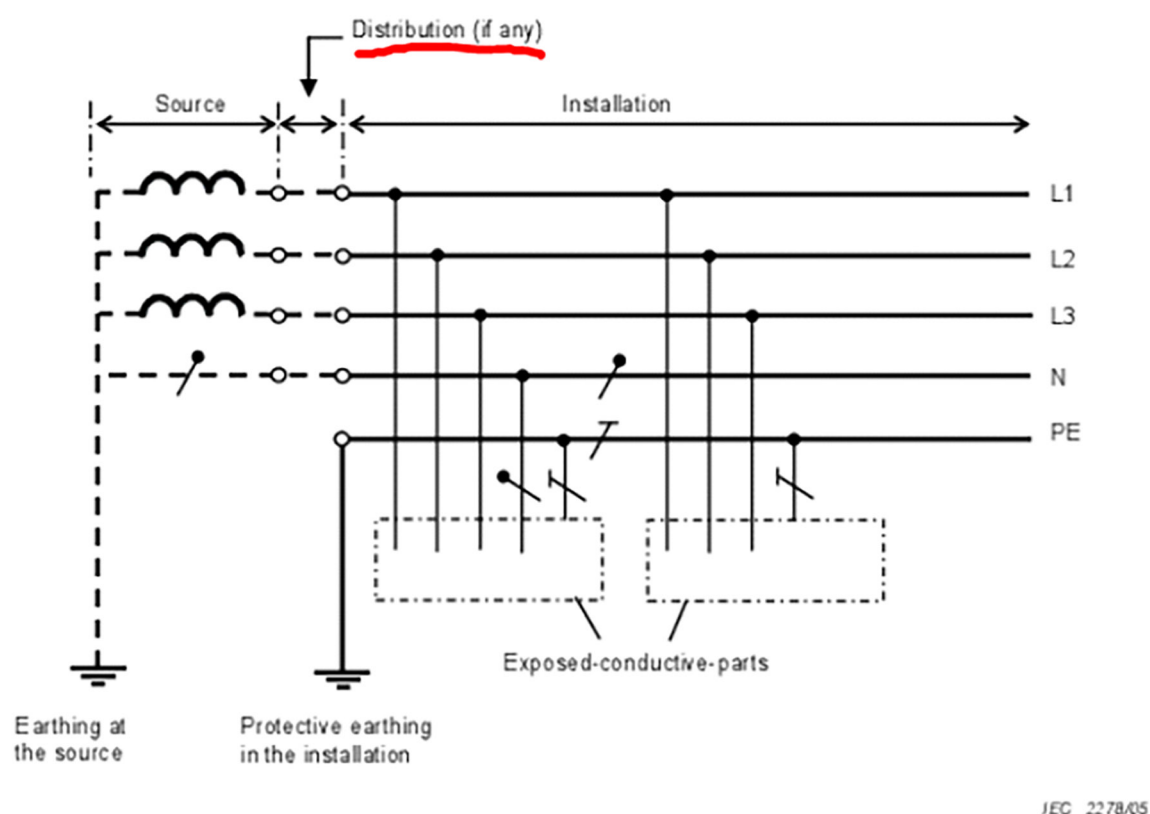 Distribution (if any)
Source
Installation
L1
L2
L3
N
PE
Exposed-conductive-parts
Earthing at
the source
Protective earthing
in the installation
IEC 2278/05